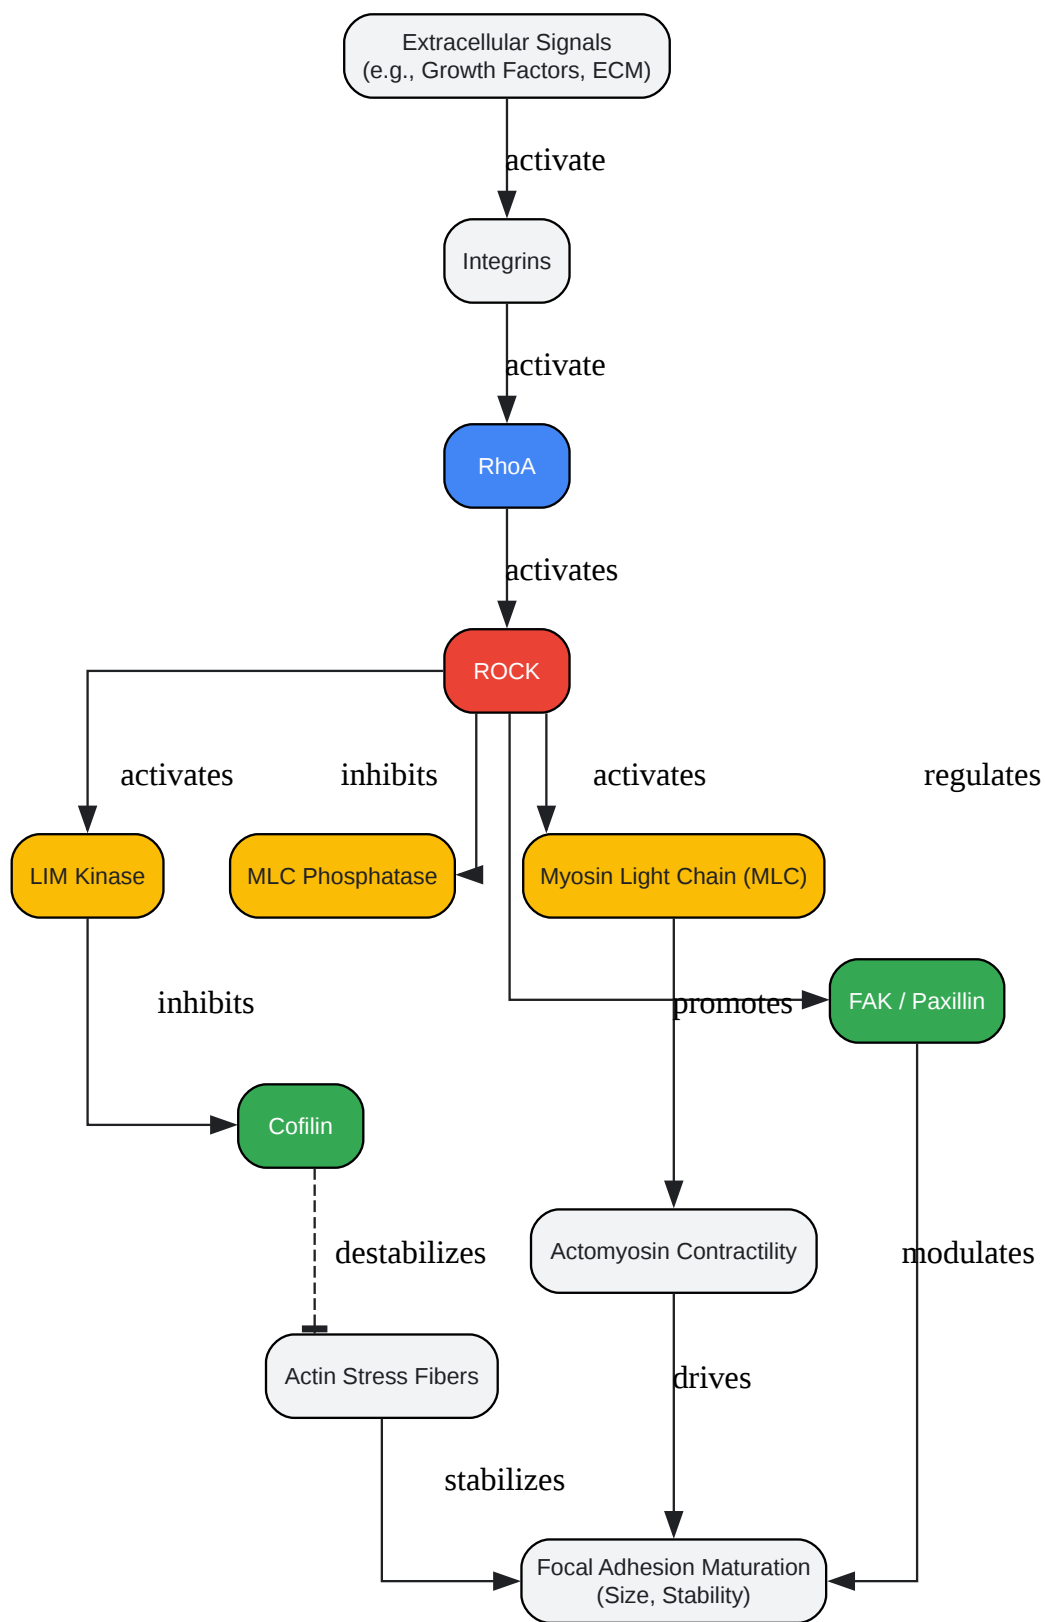 Extracellular Signals
(e.g., Growth Factors, ECM)
activate
Integrins
activate
RhoA
activates
ROCK
activates
inhibits
activates
regulates
LIM Kinase
MLC Phosphatase
Myosin Light Chain (MLC)
inhibits
promotes
FAK / Paxillin
Cofilin
destabilizes
Actomyosin Contractility
modulates
Actin Stress Fibers
drives
stabilizes
Focal Adhesion Maturation
(Size, Stability)